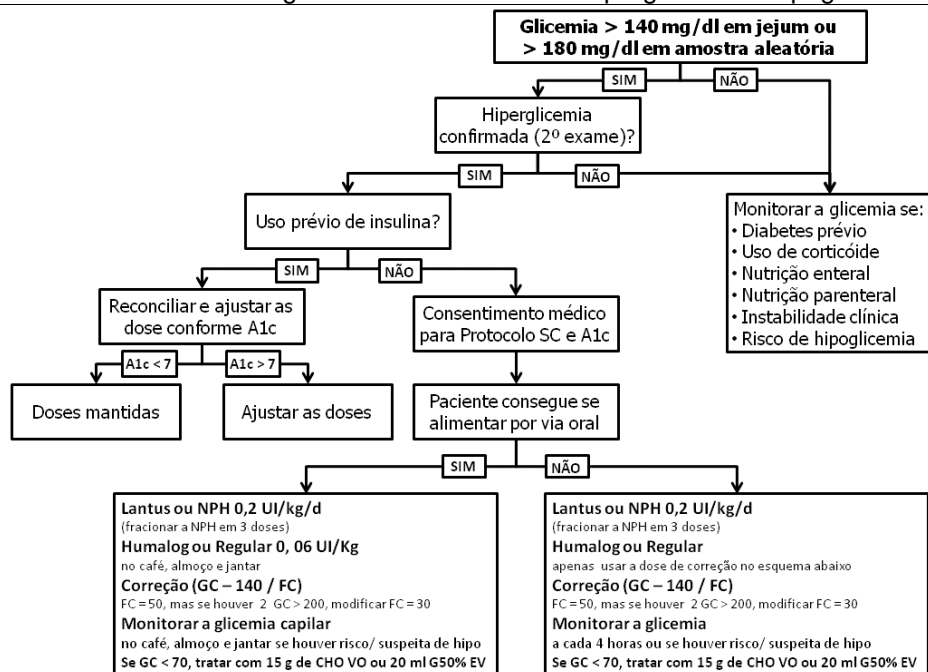 Glicemia > 140 mg/dl em jejum ou
> 180 mg/dl em amostra aleatória
SIM
NÃO
Hiperglicemia
confirmada (2º exame)?
SIM
NÃO
Uso prévio de insulina?
Monitorar a glicemia se:
• Diabetes prévio
• Uso de corticóide
• Nutrição enteral
• Nutrição parenteral
• Instabilidade clínica
• Risco de hipoglicemia
SIM
NÃO
Reconciliar e ajustar as
dose conforme A1c
Consentimento médico
para Protocolo SC e A1c
A1c < 7
A1c > 7
Doses mantidas
Ajustar as doses
Paciente consegue se
alimentar por via oral
SIM
NÃO
Lantus ou NPH 0,2 UI/kg/d
(fracionar a NPH em 3 doses)
Humalog ou Regular 0, 06 UI/Kg
no café, almoço e jantar
Correção (GC – 140 / FC)
FC = 50, mas se houver 2 GC > 200, modificar FC = 30
Monitorar a glicemia capilar
no café, almoço e jantar se houver risco/ suspeita de hipo
Se GC < 70, tratar com 15 g de CHO VO ou 20 ml G50% EV
Lantus ou NPH 0,2 UI/kg/d
(fracionar a NPH em 3 doses)
Humalog ou Regular
apenas usar a dose de correção no esquema abaixo
Correção (GC – 140 / FC)
FC = 50, mas se houver 2 GC > 200, modificar FC = 30
Monitorar a glicemia
a cada 4 horas ou se houver risco/ suspeita de hipo
Se GC < 70, tratar com 15 g de CHO VO ou 20 ml G50% EV